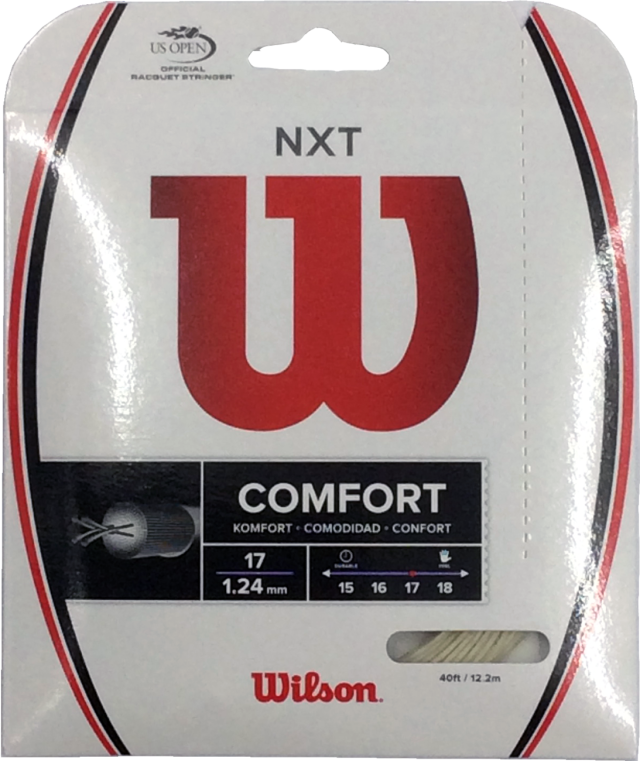 US OPEN
OFFICIAL
RACQUET STRINGER
NXT
W
COMFORT
KOMFORT • COMODIDAD • CONFORT
17
1.24 mm
DURABLE FEEL
15 16 17 18
Wilson.
40ft / 12.2m